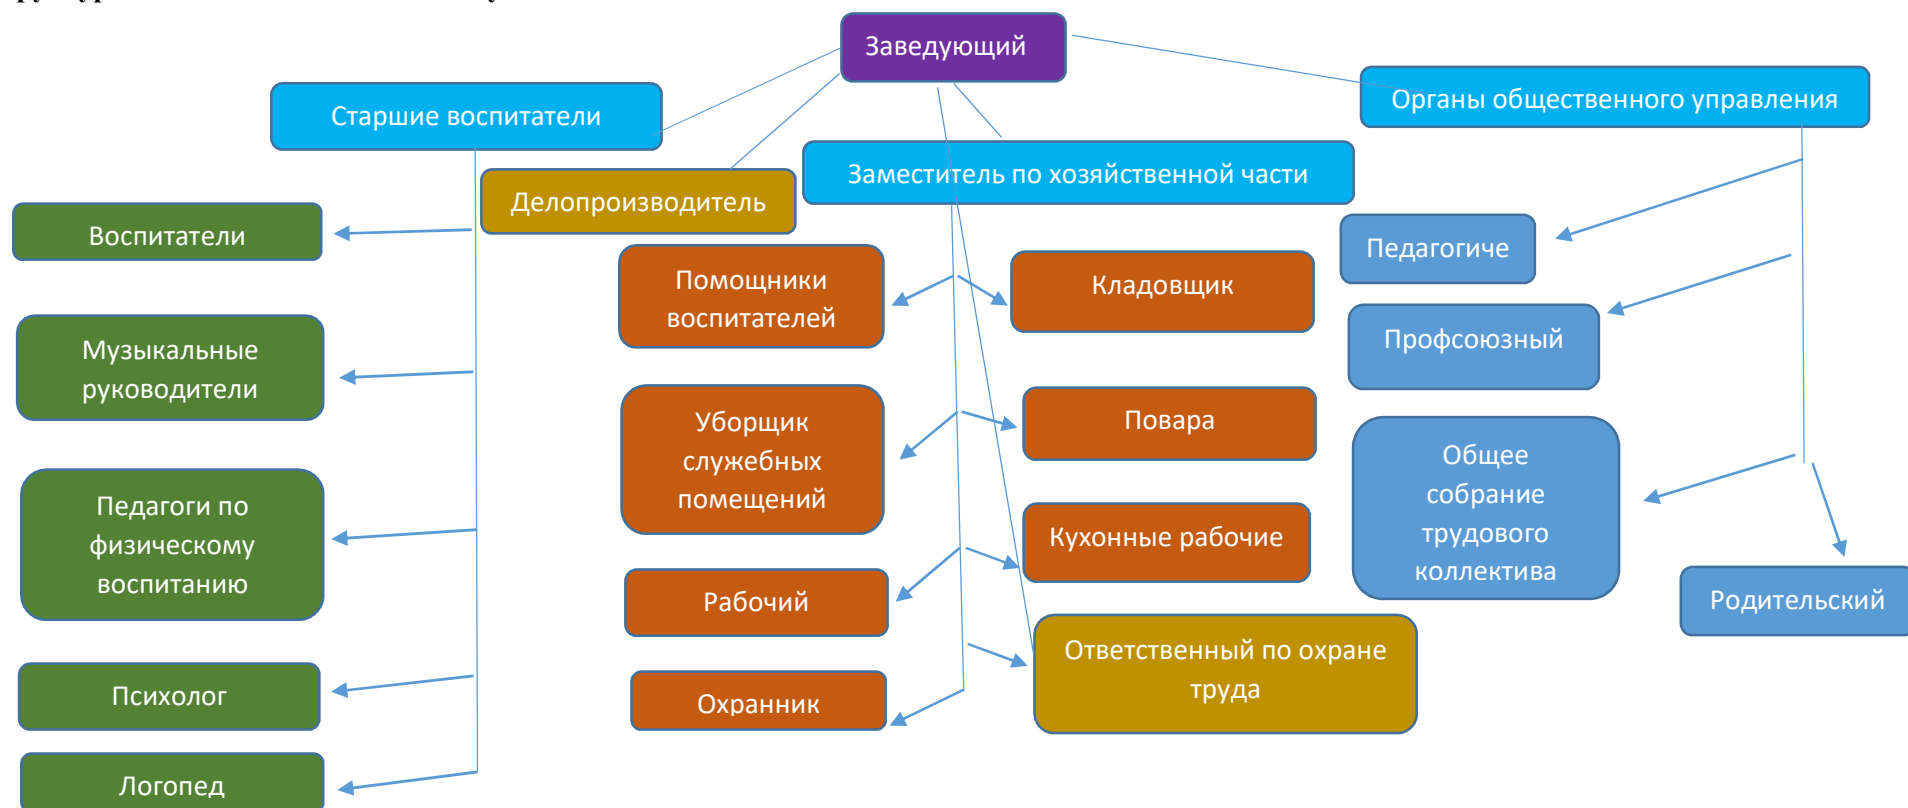 Заведующий
Старшие воспитатели
Органы общественного управления
Делопроизводитель
Заместитель по хозяйственной части
Воспитатели
Музыкальные
руководители
Педагоги по
физическому
воспитанию
Психолог
Логопед
Помощники
воспитателей
Уборщик
служебных
помещений
Рабочий
Охранник
Кладовщик
Повара
Кухонные рабочие
Ответственный по охране
труда
Педагогиче
Профсоюзный
Общее
собрание
трудового
коллектива
Родительский